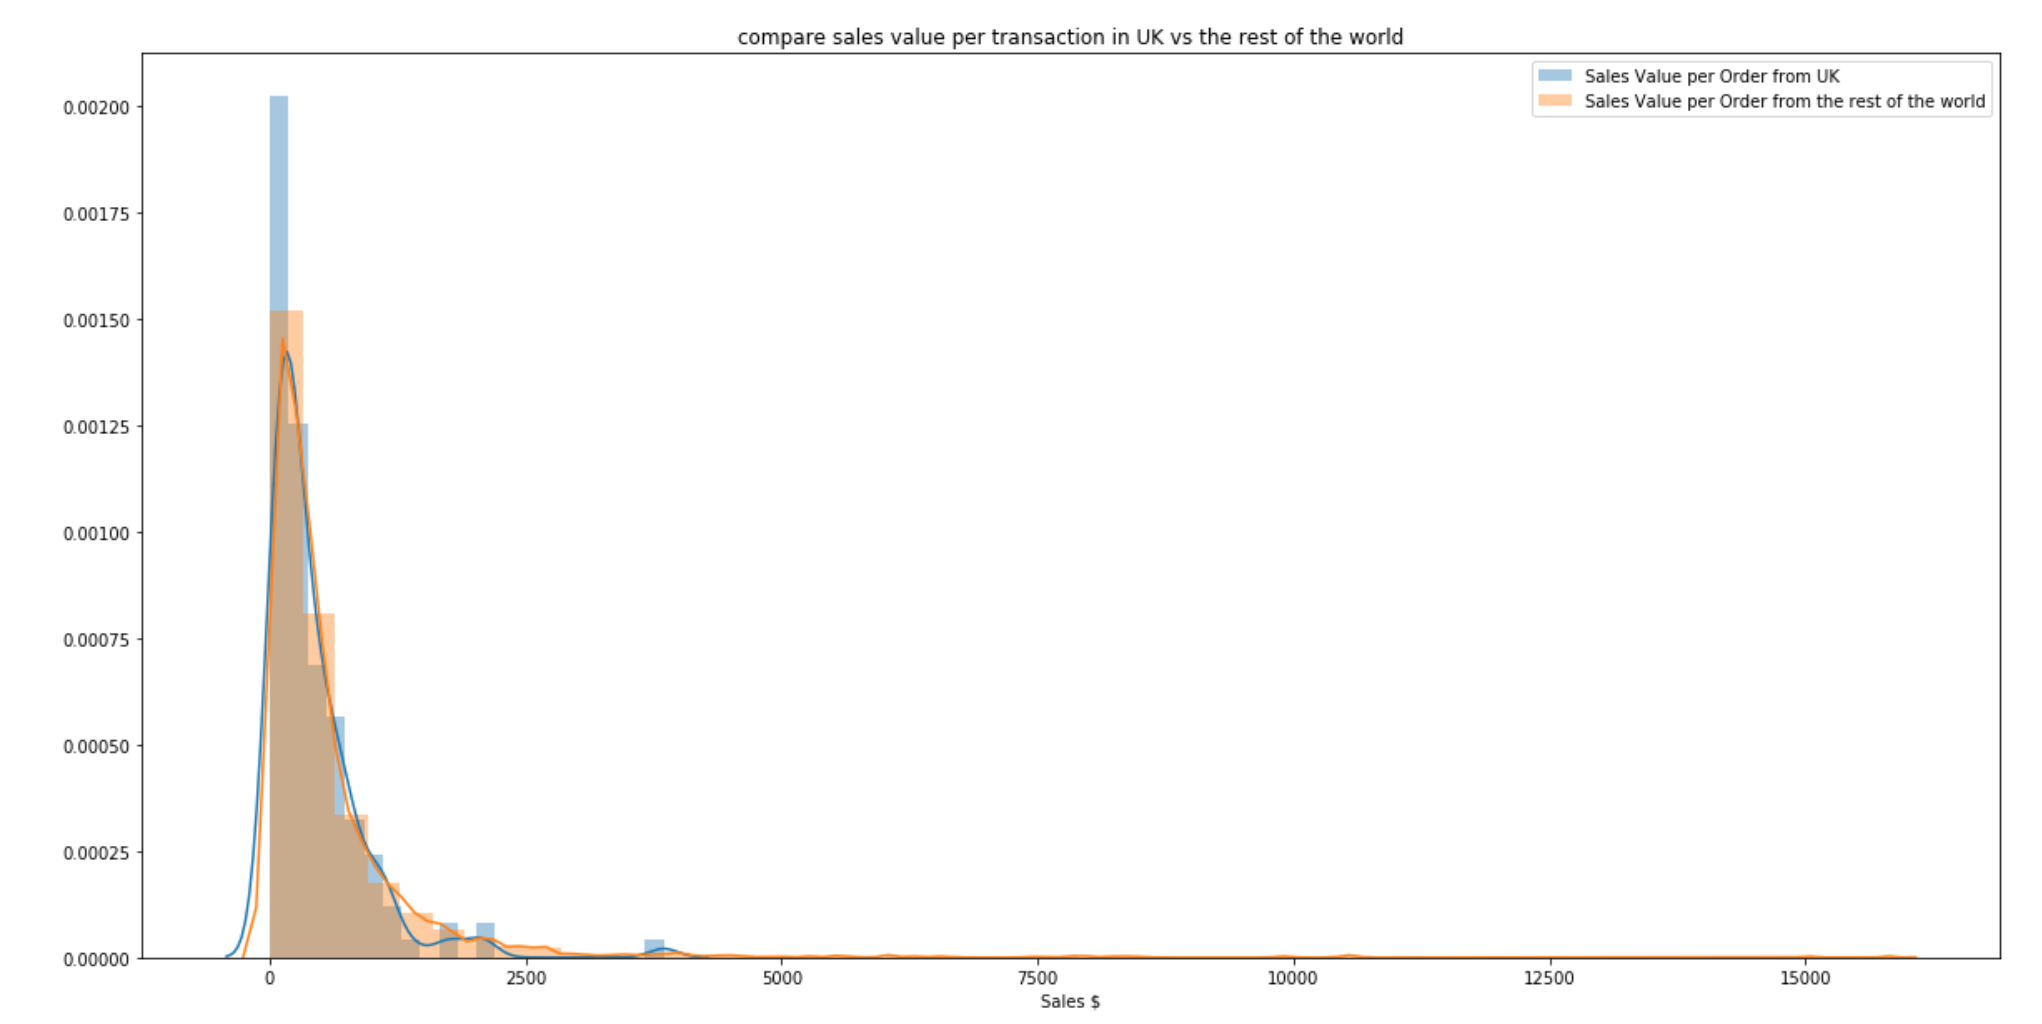 compare sales value per transaction in UK vs the rest of the world
Sales Value per Order from UK
Sales Value per Order from the rest of the world
0.00200
0.00175
0.00150
0.00125
0.00100
0.00075
0.00050
0.00025
0.00000
0 2500 5000 7500 10000 12500 15000
Sales $